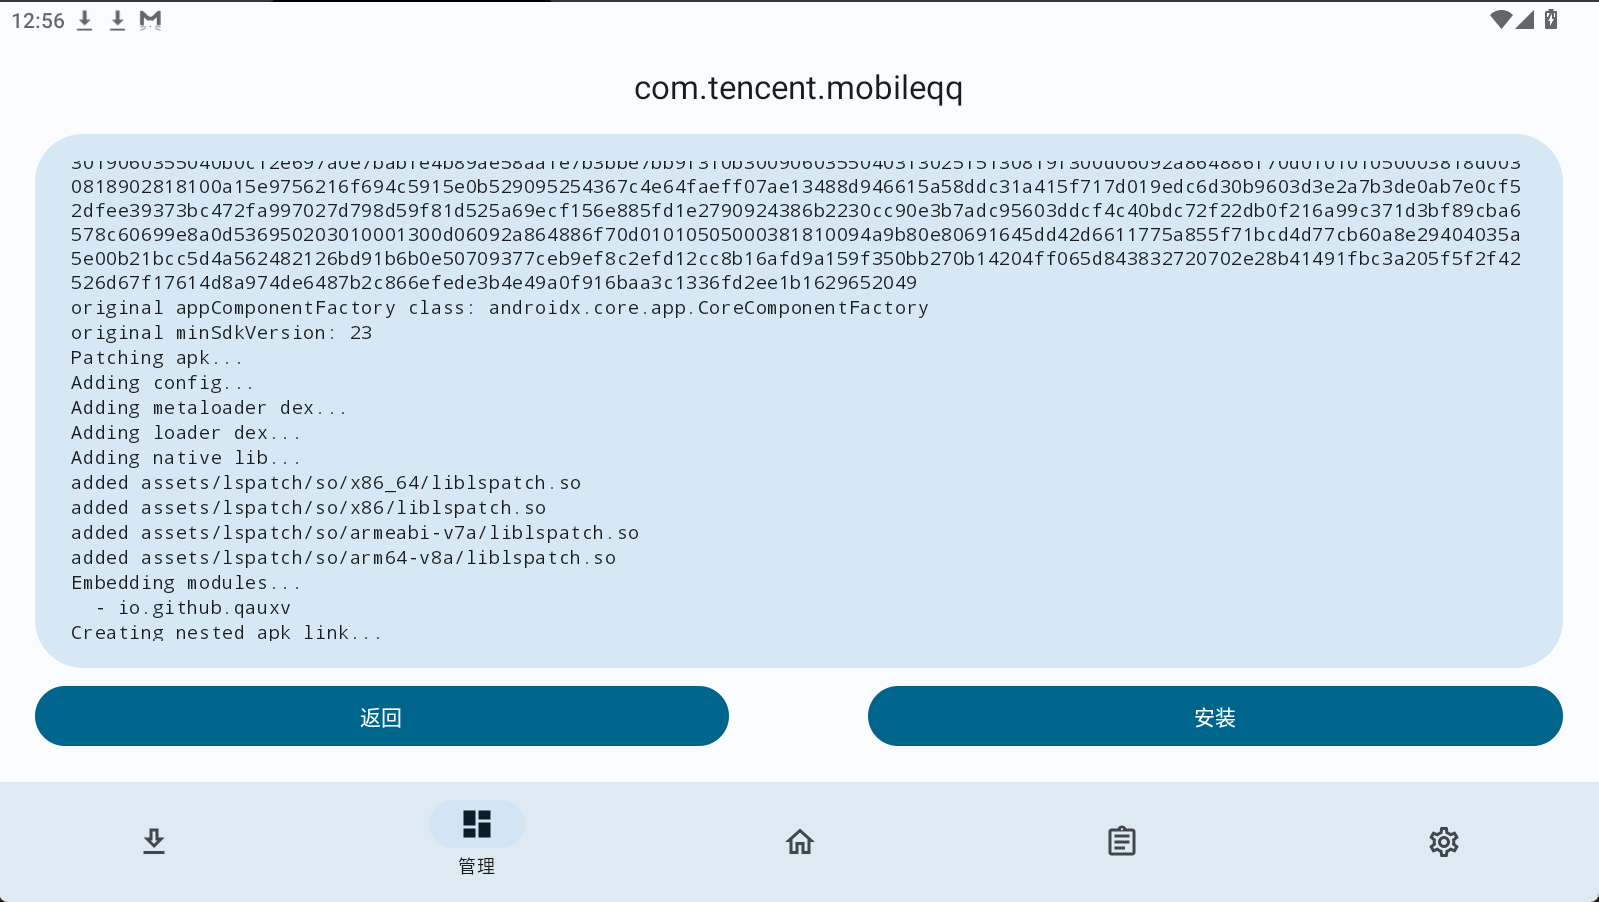 12:56
com.tencent.mobileqq
0818902818100a15e9756216f694c5915e0b529095254367c4e64faeff07ae13488d946615a58ddc31a415f717d019edc6d30b9603d3e2a7b3de0ab7e0cf5
2dfee39373bc472fa997027d798d59f81d525a69ecf156e885fd1e2790924386b2230cc90e3b7adc95603ddcf4c40bdc72f22db0f216a99c371d3bf89cba6
578c60699e8a0d536950203010001300d06092a864886f70d01010505000381810094a9b80e80691645dd42d6611775a855f71bcd4d77cb60a8e29404035a
5e00b21bcc5d4a562482126bd91b6b0e50709377ceb9ef8c2efd12cc8b16afd9a159f350bb270b14204ff065d843832720702e28b41491fbc3a205f5f2f42
526d67f17614d8a974de6487b2c866efede3b4e49a0f916baa3c1336fd2ee1b1629652049
original appComponentFactory class: androidx.core.app.CoreComponentFactory
original minSdkVersion: 23
Patching apk...
Adding config...
Adding metaloader dex...
Adding loader dex...
Adding native lib...
added assets/lspatch/so/x86_64/liblspatch.so
added assets/lspatch/so/x86/liblspatch.so
added assets/lspatch/so/armeabi-v7a/liblspatch.so
added assets/lspatch/so/arm64-v8a/liblspatch.so
Embedding modules...
- io.github.qauxv
Creating nested apk link...
返回
安装
管理